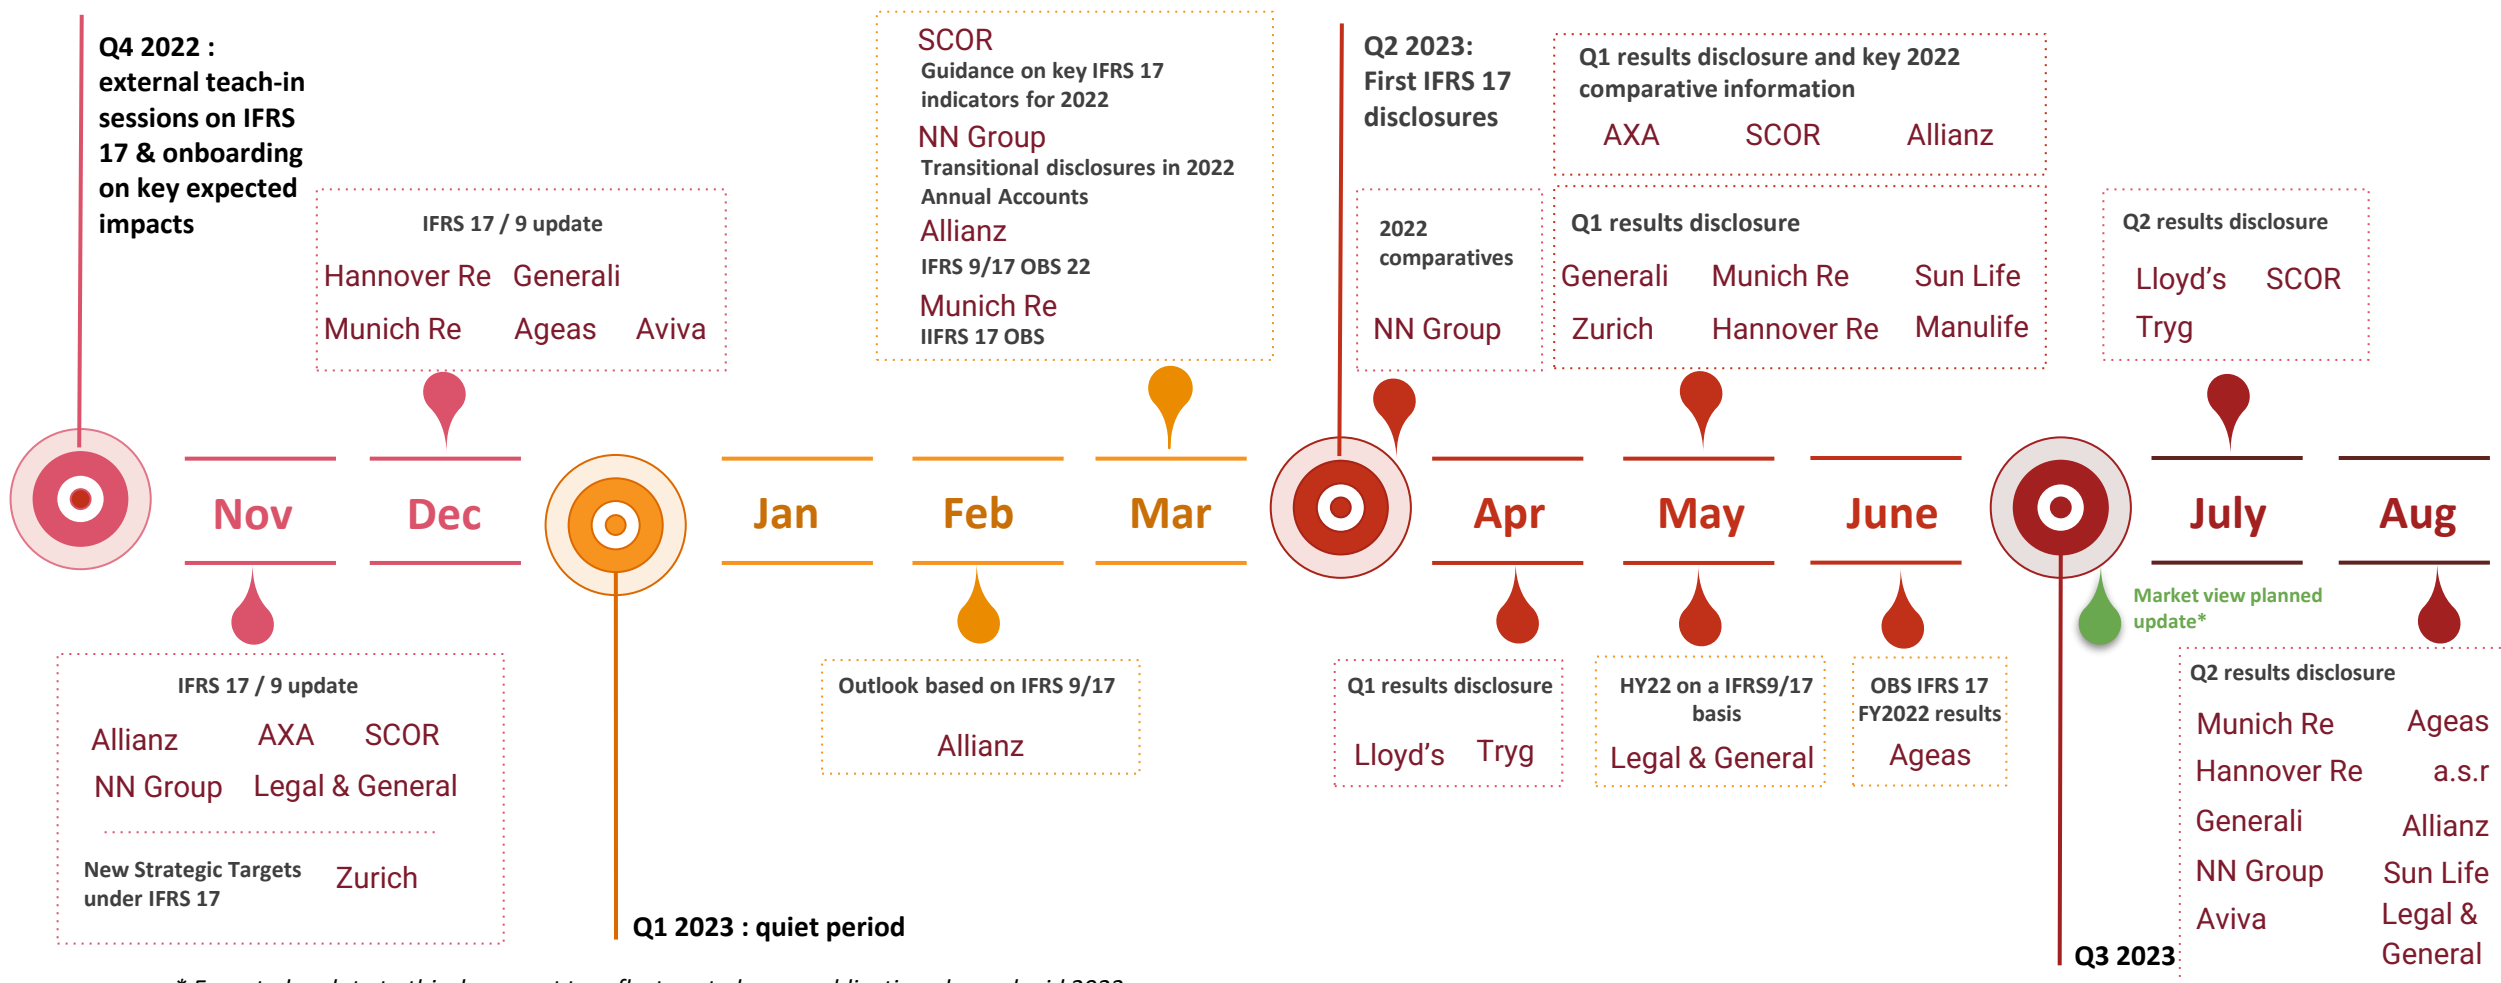 Q4 2022 :
external teach-in
sessions on IFRS
17 & onboarding
on key expected
impacts
IFRS 17 / 9 update
Hannover Re Generali
Munich Re Ageas Aviva
SCOR
Guidance on key IFRS 17
indicators for 2022
NN Group
Transitional disclosures in 2022
Annual Accounts
Allianz
IFRS 9/17 OBS 22
Munich Re
IIFRS 17 OBS
Q2 2023:
First IFRS 17
disclosures
Q1 results disclosure and key 2022
comparative information
AXA SCOR Allianz
2022
comparatives
NN Group
Q1 results disclosure
Generali Munich Re Sun Life
Zurich Hannover Re Manulife
Q2 results disclosure
Lloyd's SCOR
Tryg
Nov Dec Jan Feb Mar Apr May June July Aug
Market view planned
update*
IFRS 17 / 9 update
Allianz AXA SCOR
NN Group Legal & General
New Strategic Targets
under IFRS 17
Zurich
Q1 2023 : quiet period
Outlook based on IFRS 9/17
Allianz
Q1 results disclosure
Lloyd's Tryg
HY22 on a IFRS9/17
basis
Legal & General
OBS IFRS 17
FY2022 results
Ageas
Q3 2023
Q2 results disclosure
Munich Re Ageas
Hannover Re a.s.r
Generali Allianz
NN Group Sun Life
Aviva Legal &
General